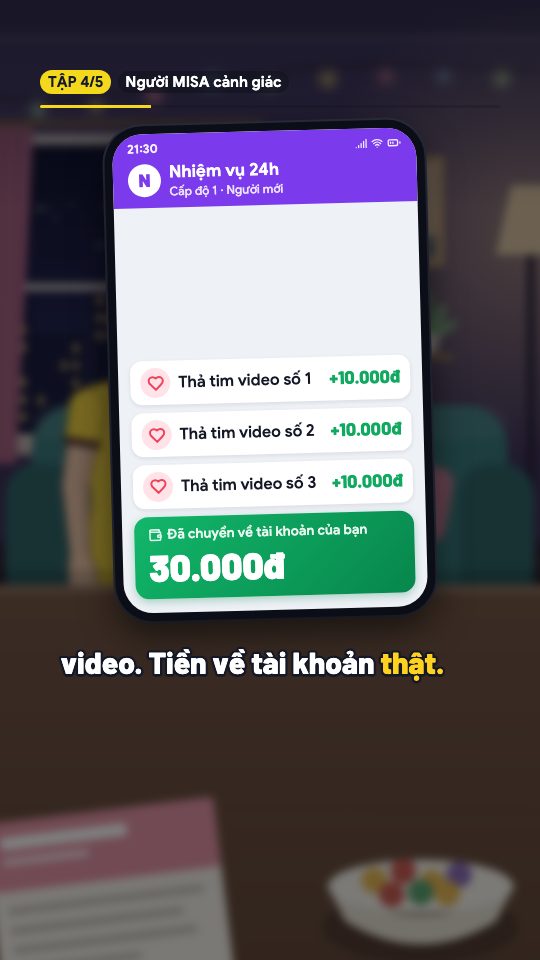 TẬP 4/5 Người MISA cảnh giác
21:30
N
Nhiệm vụ 24h
Cấp độ 1 · Người mới
Thả tim video số 1 +10.000đ
Thả tim video số 2 +10.000đ
Thả tim video số 3 +10.000đ
Đã chuyển về tài khoản của bạn
30.000đ
video. Tiền về tài khoản thật.